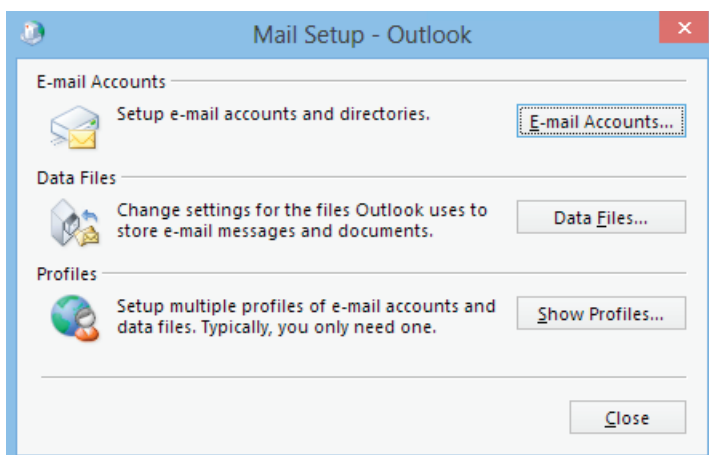 Mail Setup - Outlook
E-mail Accounts
Setup e-mail accounts and directories.
E-mail Accounts...
Data Files
Change settings for the files Outlook uses to
store e-mail messages and documents.
Data Files...
Profiles
Setup multiple profiles of e-mail accounts and
data files. Typically, you only need one.
Show Profiles...
Close